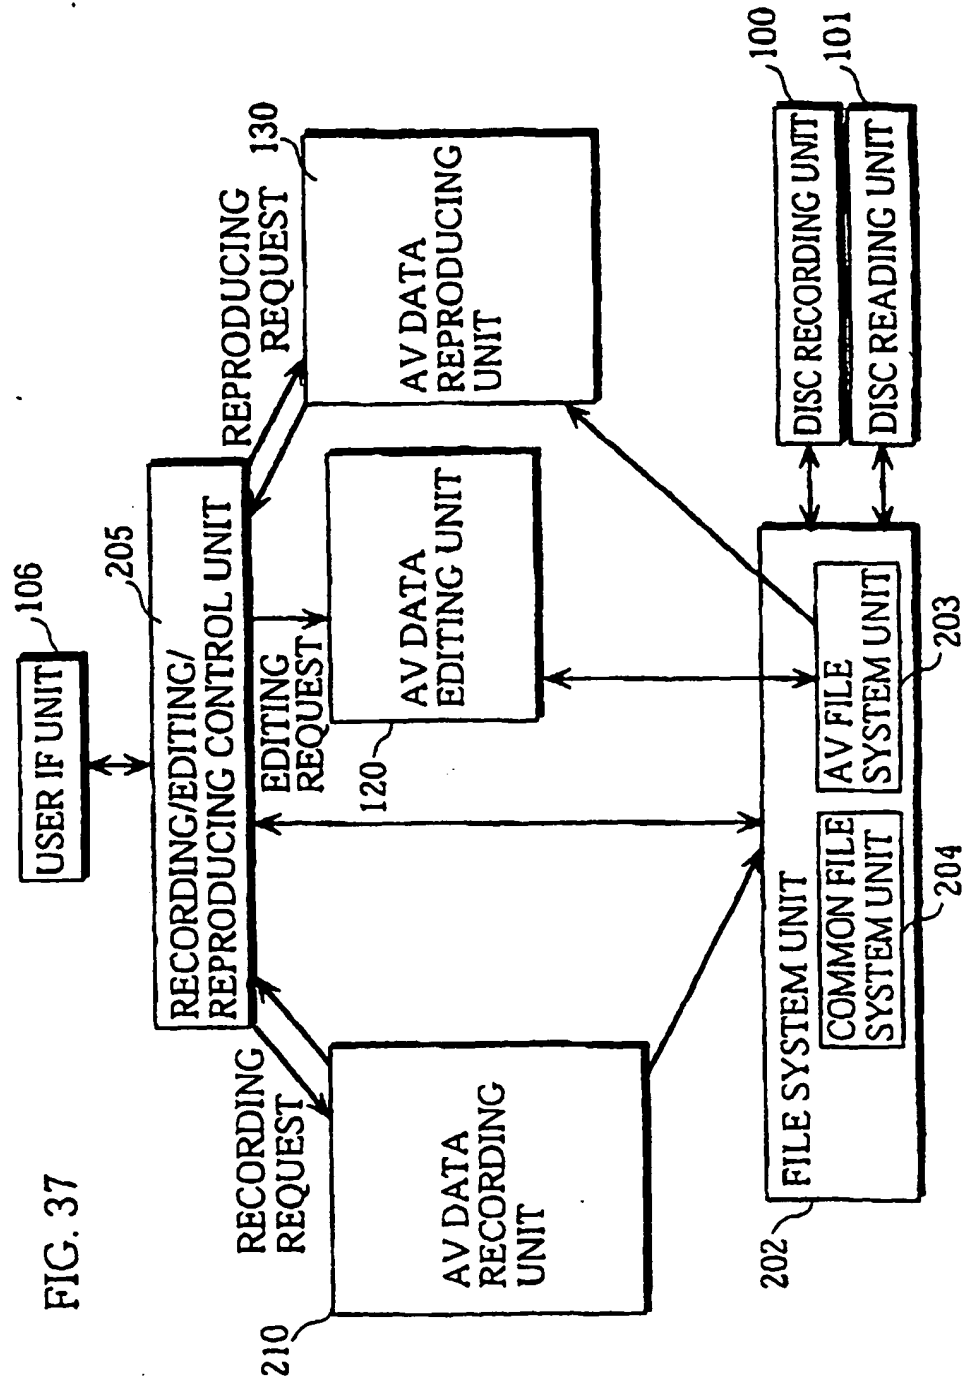 FIG. 37
USER IF UNIT
106
RECORDING/EDITING/
REPRODUCING CONTROL UNIT
205
RECORDING
REQUEST
EDITING
REQUEST
REPRODUCING
REQUEST
210
AV DATA
RECORDING
UNIT
120
AV DATA
EDITING UNIT
130
AV DATA
REPRODUCING
UNIT
202
FILE SYSTEM UNIT
COMMON FILE
SYSTEM UNIT
204
AV FILE
SYSTEM UNIT
203
DISC RECORDING UNIT
100
DISC READING UNIT
101